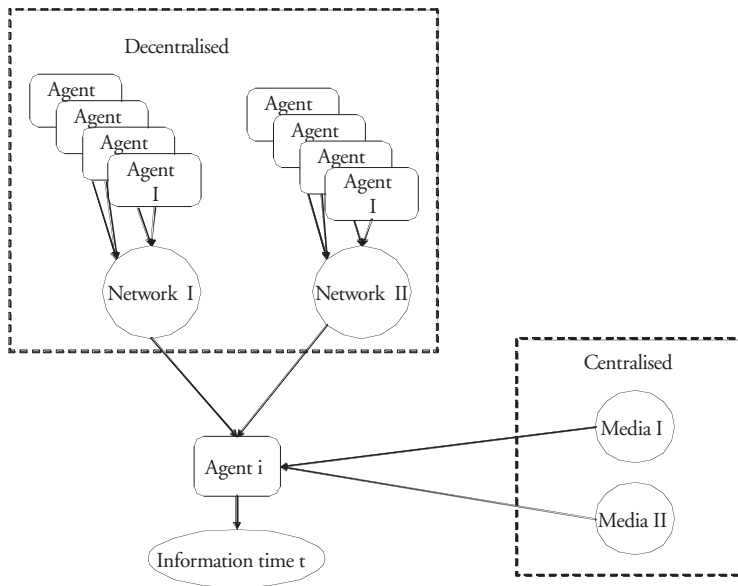 Decentralised
Agent
Agent
Agent
Agent
I
Agent
Agent
Agent
Agent
I
Network I
Network II
Centralised
Media I
Agent i
Media II
Information time t